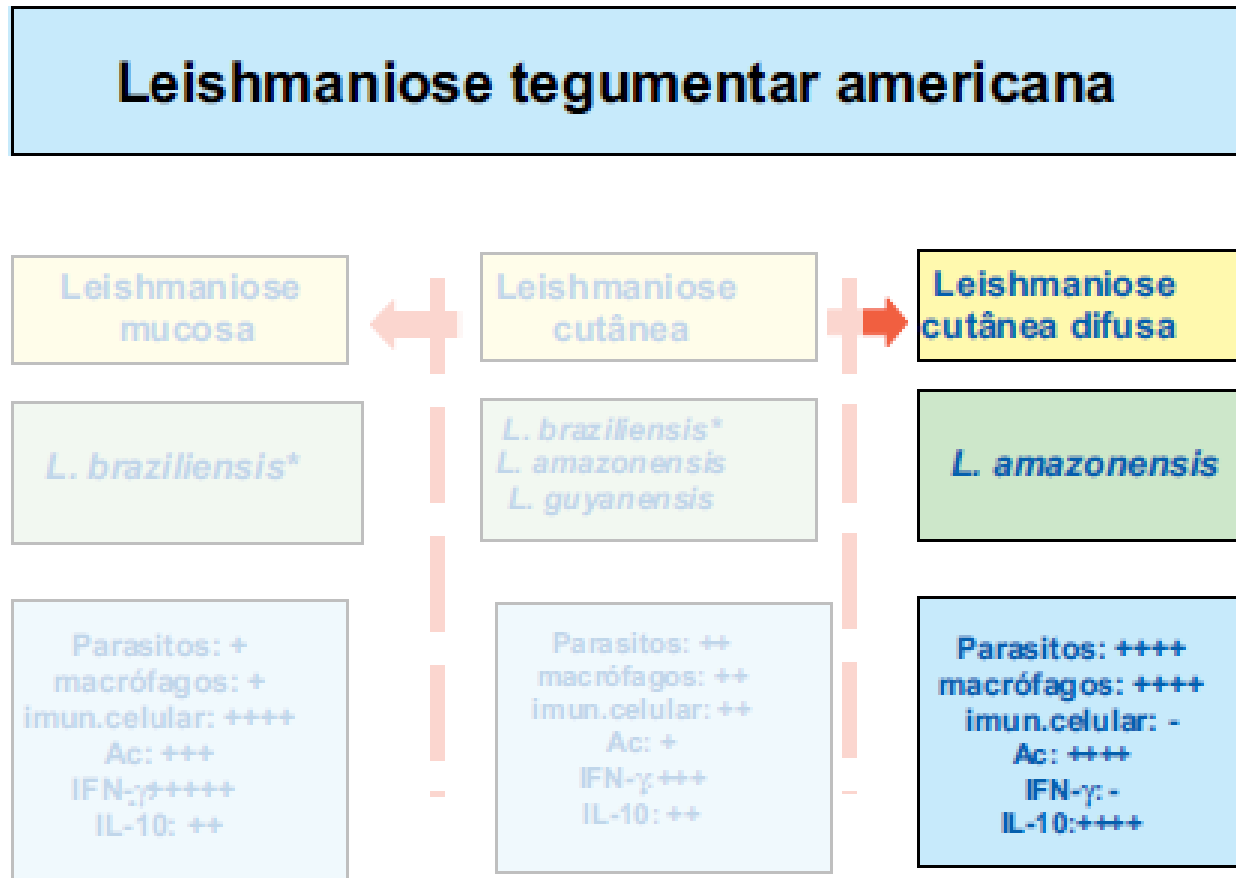 Leishmaniose tegumentar americana
Leishmaniose
mucosa
L. braziliensis*
Parasitos: +
macrófagos: +
imun.celular: ++++
Ac: +++
IFN-γ:+++++
IL-10: ++
Leishmaniose
cutânea
L. braziliensis*
L. amazonensis
L. guyanensis
Parasitos: ++
macrófagos: ++
imun.celular: ++
Ac: +
IFN-γ:+++
IL-10: ++
Leishmaniose
cutânea difusa
L. amazonensis
Parasitos: ++++
macrófagos: ++++
imun.celular: -
Ac: ++++
IFN-γ: -
IL-10:++++